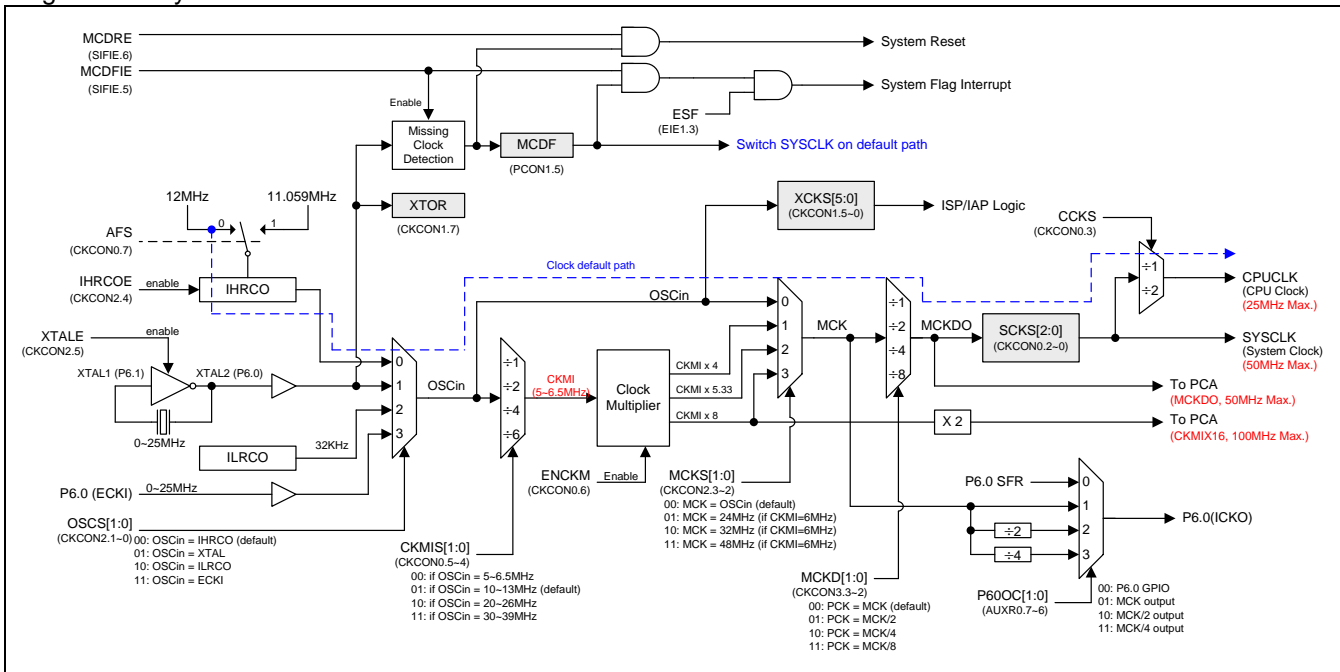 MCDRE
(SIFIE.6)
System Reset
MCDFIE
(SIFIE.5)
System Flag Interrupt
Enable
ESF
(EIE1.3)
Missing
Clock
Detection
MCDF
(PCON1.5)
Switch SYSCLK on default path
12MHz
11.059MHz
0
1
AFS
(CKCON0.7)
XTOR
(CKCON1.7)
XCKS[5:0]
(CKCON1.5~0)
ISP/IAP Logic
CCKS
(CKCON0.3)
IHRCOE
(CKCON2.4)
enable
IHRCO
Clock default path
OSCin
÷1
÷2
CPUCLK
(CPU Clock)
(25MHz Max.)
XTALE
(CKCON2.5)
enable
XTAL1 (P6.1)
XTAL2 (P6.0)
0~25MHz
ILRCO
32KHz
P6.0 (ECKI)
0~25MHz
0
1
2
3
OSCin
÷1
÷2
÷4
÷6
CKMI
(5~6.5MHz)
Clock
Multiplier
CKMI x 4
CKMI x 5.33
CKMI x 8
0
1
2
3
MCK
÷1
÷2
÷4
÷8
MCKDO
SCKS[2:0]
(CKCON0.2~0)
SYSCLK
(System Clock)
(50MHz Max.)
To PCA
(MCKDO, 50MHz Max.)
X 2
To PCA
(CKMIX16, 100MHz Max.)
ENCKM
(CKCON0.6)
Enable
MCKS[1:0]
(CKCON2.3~2)
00: MCK = OSCin (default)
01: MCK = 24MHz (if CKMI=6MHz)
10: MCK = 32MHz (if CKMI=6MHz)
11: MCK = 48MHz (if CKMI=6MHz)
OSCS[1:0]
(CKCON2.1~0)
00: OSCin = IHRCO (default)
01: OSCin = XTAL
10: OSCin = ILRCO
11: OSCin = ECKI
CKMIS[1:0]
(CKCON0.5~4)
00: if OSCin = 5~6.5MHz
01: if OSCin = 10~13MHz (default)
10: if OSCin = 20~26MHz
11: if OSCin = 30~39MHz
MCKD[1:0]
(CKCON3.3~2)
00: PCK = MCK (default)
01: PCK = MCK/2
10: PCK = MCK/4
11: PCK = MCK/8
P6.0 SFR
0
1
÷2
2
÷4
3
P6.0(ICKO)
P60OC[1:0]
(AUXR0.7~6)
00: P6.0 GPIO
01: MCK output
10: MCK/2 output
11: MCK/4 output